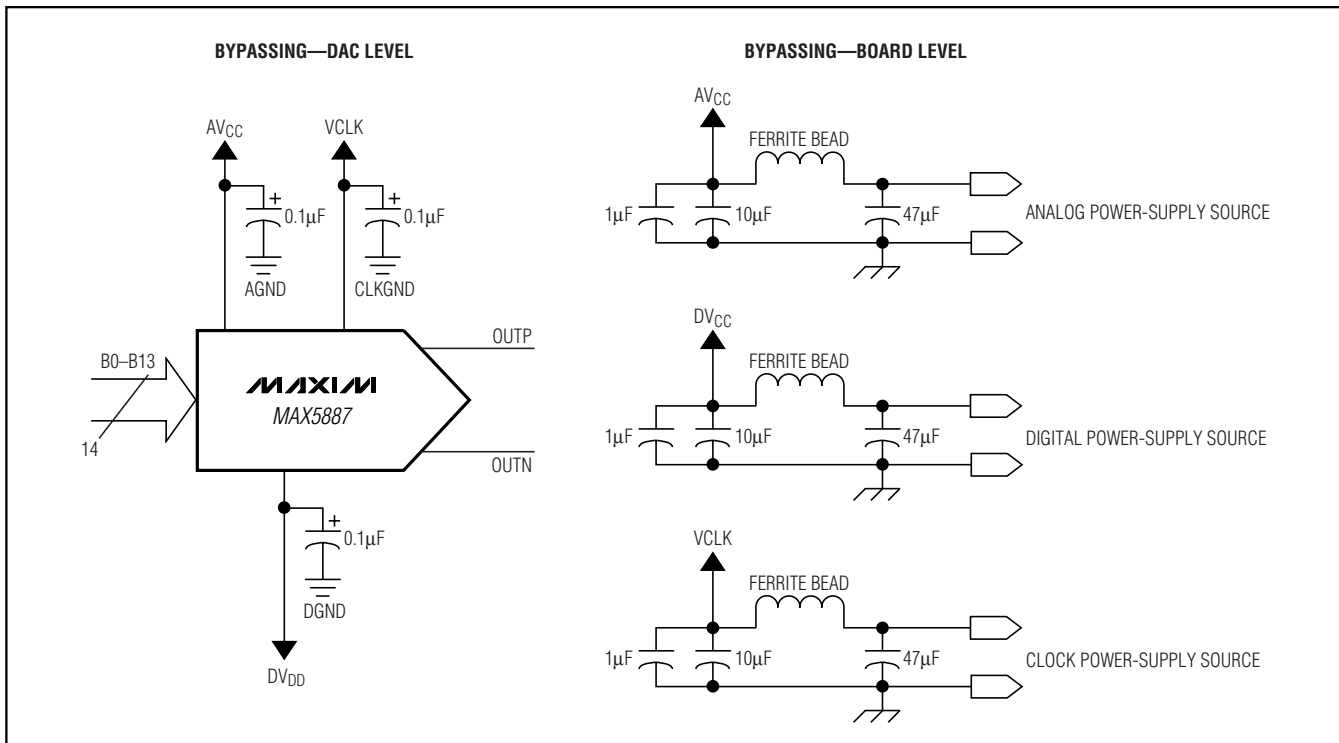 BYPASSING—DAC LEVEL
AVCC
VCLK
+
0.1µF
+
0.1µF
AGND
CLKGND
B0–B13
14
MAXIM
MAX5887
OUTP
OUTN
+
0.1µF
DGND
DVDD
BYPASSING—BOARD LEVEL
AVCC
FERRITE BEAD
1µF
10µF
47µF
ANALOG POWER-SUPPLY SOURCE
DVCC
FERRITE BEAD
1µF
10µF
47µF
DIGITAL POWER-SUPPLY SOURCE
VCLK
FERRITE BEAD
1µF
10µF
47µF
CLOCK POWER-SUPPLY SOURCE